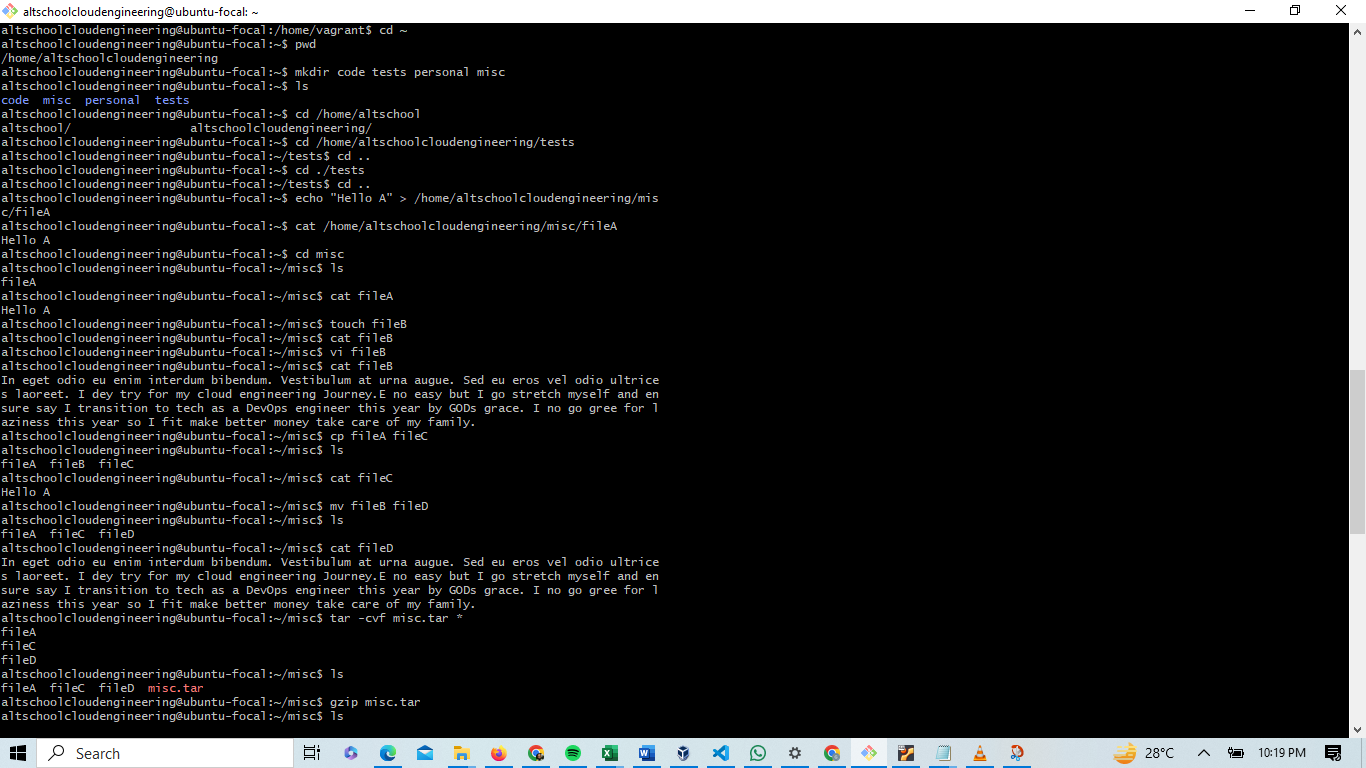 altschoolcloudengineering@ubuntu-focal: ~
altschoolcloudengineering@ubuntu-focal:/home/vagrant$ cd ~
altschoolcloudengineering@ubuntu-focal:~$ pwd
/home/altschoolcloudengineering
altschoolcloudengineering@ubuntu-focal:~$ mkdir code tests personal misc
altschoolcloudengineering@ubuntu-focal:~$ ls
code  misc  personal  tests
altschoolcloudengineering@ubuntu-focal:~$ cd /home/altschool
altschool/                 altschoolcloudengineering/
altschoolcloudengineering@ubuntu-focal:~$ cd /home/altschoolcloudengineering/tests
altschoolcloudengineering@ubuntu-focal:~/tests$ cd ..
altschoolcloudengineering@ubuntu-focal:~$ cd ./tests
altschoolcloudengineering@ubuntu-focal:~/tests$ cd ..
altschoolcloudengineering@ubuntu-focal:~$ echo "Hello A" > /home/altschoolcloudengineering/mis
c/fileA
altschoolcloudengineering@ubuntu-focal:~$ cat /home/altschoolcloudengineering/misc/fileA
Hello A
altschoolcloudengineering@ubuntu-focal:~$ cd misc
altschoolcloudengineering@ubuntu-focal:~/misc$ ls
fileA
altschoolcloudengineering@ubuntu-focal:~/misc$ cat fileA
Hello A
altschoolcloudengineering@ubuntu-focal:~/misc$ touch fileB
altschoolcloudengineering@ubuntu-focal:~/misc$ cat fileB
altschoolcloudengineering@ubuntu-focal:~/misc$ vi fileB
altschoolcloudengineering@ubuntu-focal:~/misc$ cat fileB
In eget odio eu enim interdum bibendum. Vestibulum at urna augue. Sed eu eros vel odio ultrice
s laoreet. I dey try for my cloud engineering Journey.E no easy but I go stretch myself and en
sure say I transition to tech as a DevOps engineer this year by GODs grace. I no go gree for l
aziness this year so I fit make better money take care of my family.
altschoolcloudengineering@ubuntu-focal:~/misc$ cp fileA fileC
altschoolcloudengineering@ubuntu-focal:~/misc$ ls
fileA  fileB  fileC
altschoolcloudengineering@ubuntu-focal:~/misc$ cat fileC
Hello A
altschoolcloudengineering@ubuntu-focal:~/misc$ mv fileB fileD
altschoolcloudengineering@ubuntu-focal:~/misc$ ls
fileA  fileC  fileD
altschoolcloudengineering@ubuntu-focal:~/misc$ cat fileD
In eget odio eu enim interdum bibendum. Vestibulum at urna augue. Sed eu eros vel odio ultrice
s laoreet. I dey try for my cloud engineering Journey.E no easy but I go stretch myself and en
sure say I transition to tech as a DevOps engineer this year by GODs grace. I no go gree for l
aziness this year so I fit make better money take care of my family.
altschoolcloudengineering@ubuntu-focal:~/misc$ tar -cvf misc.tar *
fileA
fileC
fileD
altschoolcloudengineering@ubuntu-focal:~/misc$ ls
fileA  fileC  fileD  misc.tar
altschoolcloudengineering@ubuntu-focal:~/misc$ gzip misc.tar
altschoolcloudengineering@ubuntu-focal:~/misc$ ls
Search 28°C 10:19 PM